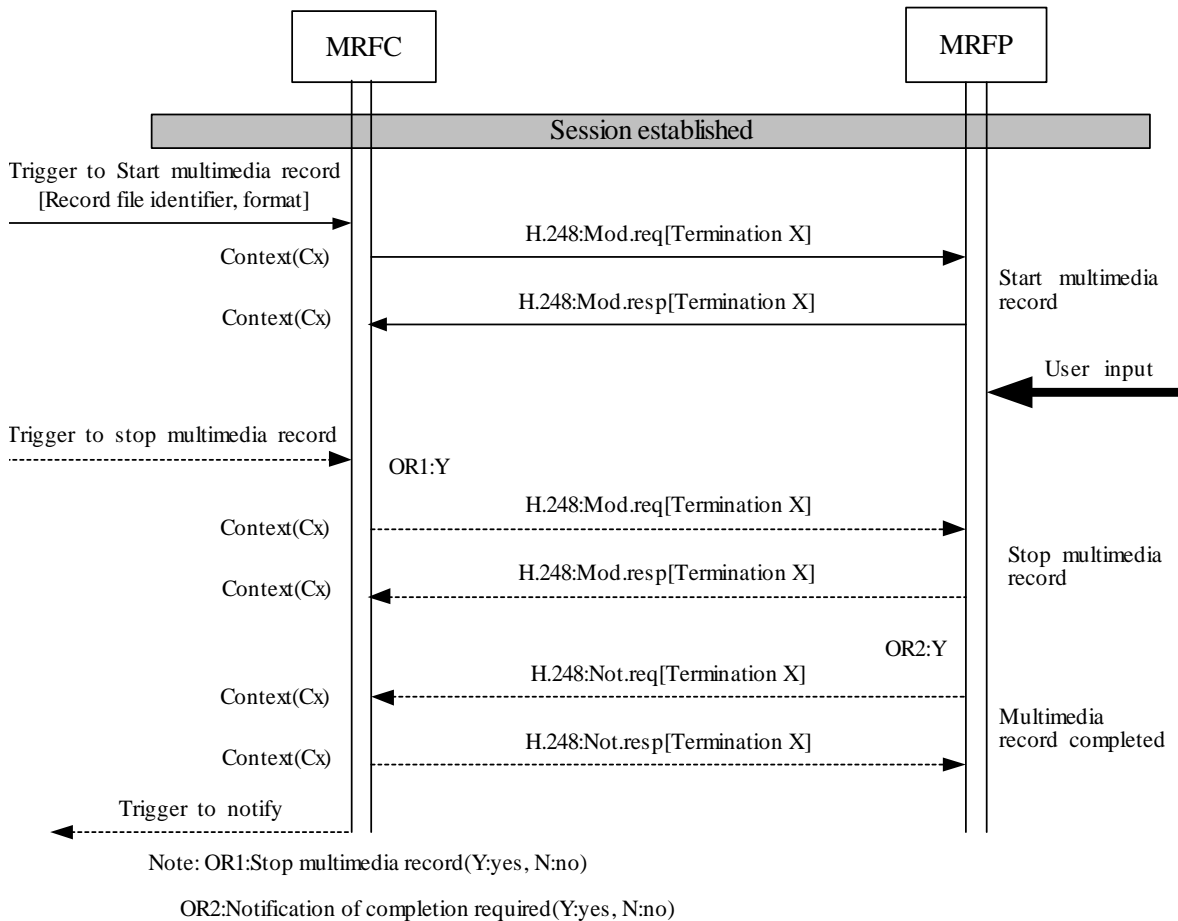 MRFC
MRFP
Session established
Trigger to Start multimedia record
[Record file identifier, format]
H.248:Mod.req[Termination X]
Context(Cx)
Start multimedia
record
H.248:Mod.resp[Termination X]
Context(Cx)
User input
Trigger to stop multimedia record
OR1:Y
H.248:Mod.req[Termination X]
Context(Cx)
Stop multimedia
record
H.248:Mod.resp[Termination X]
Context(Cx)
OR2:Y
H.248:Not.req[Termination X]
Context(Cx)
Multimedia
record completed
H.248:Not.resp[Termination X]
Context(Cx)
Trigger to notify
Note: OR1:Stop multimedia record(Y:yes, N:no)
OR2:Notification of completion required(Y:yes, N:no)